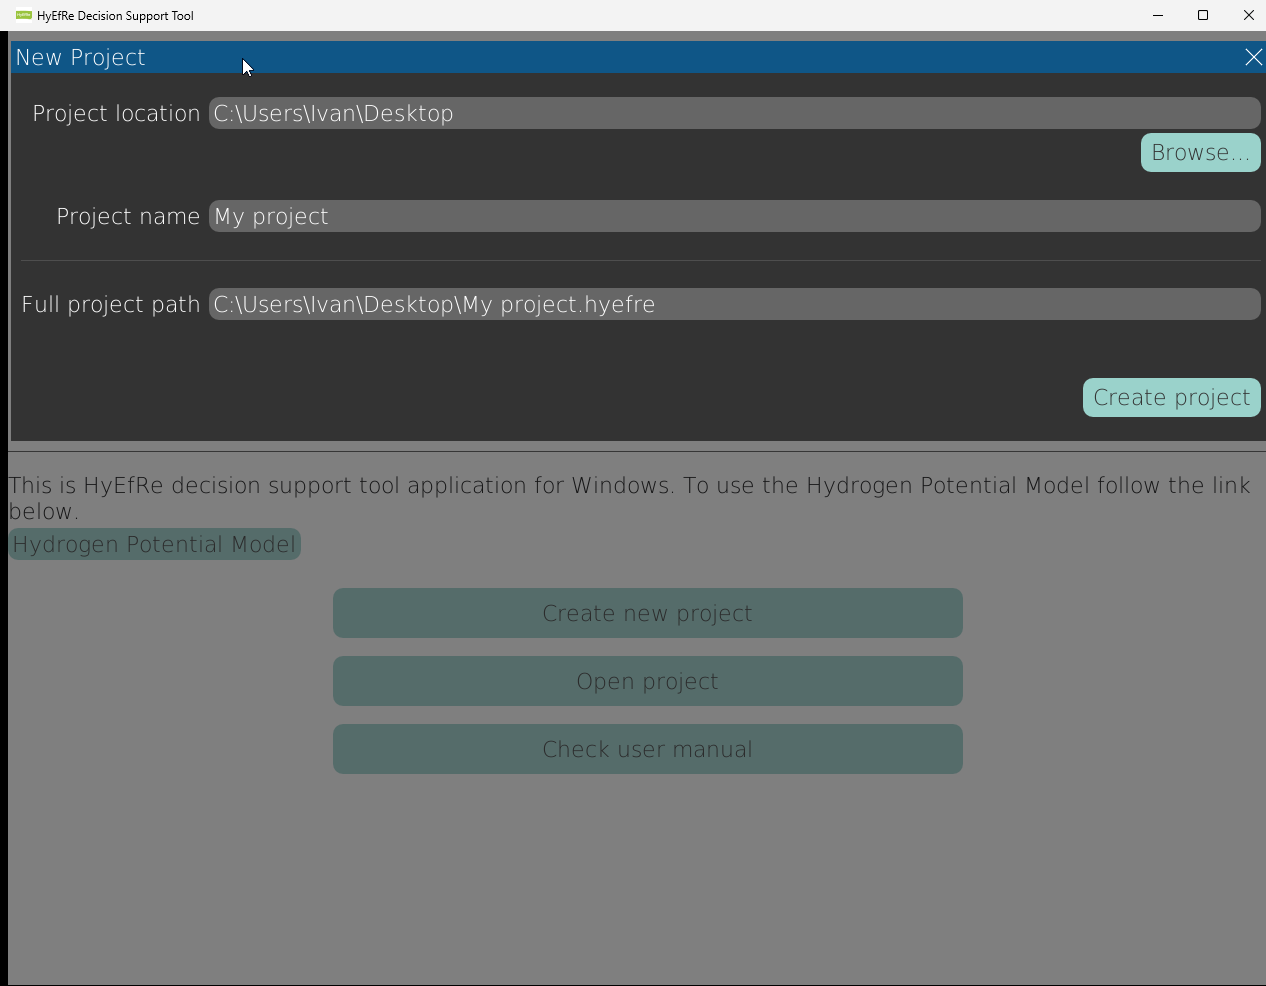 HyEfRe Decision Support Tool
New Project
Project location C:\Users\Ivan\Desktop
Browse...
Project name My project
Full project path C:\Users\Ivan\Desktop\My project.hyefre
Create project
This is HyEfRe decision support tool application for Windows. To use the Hydrogen Potential Model follow the link
below.
Hydrogen Potential Model
Create new project
Open project
Check user manual